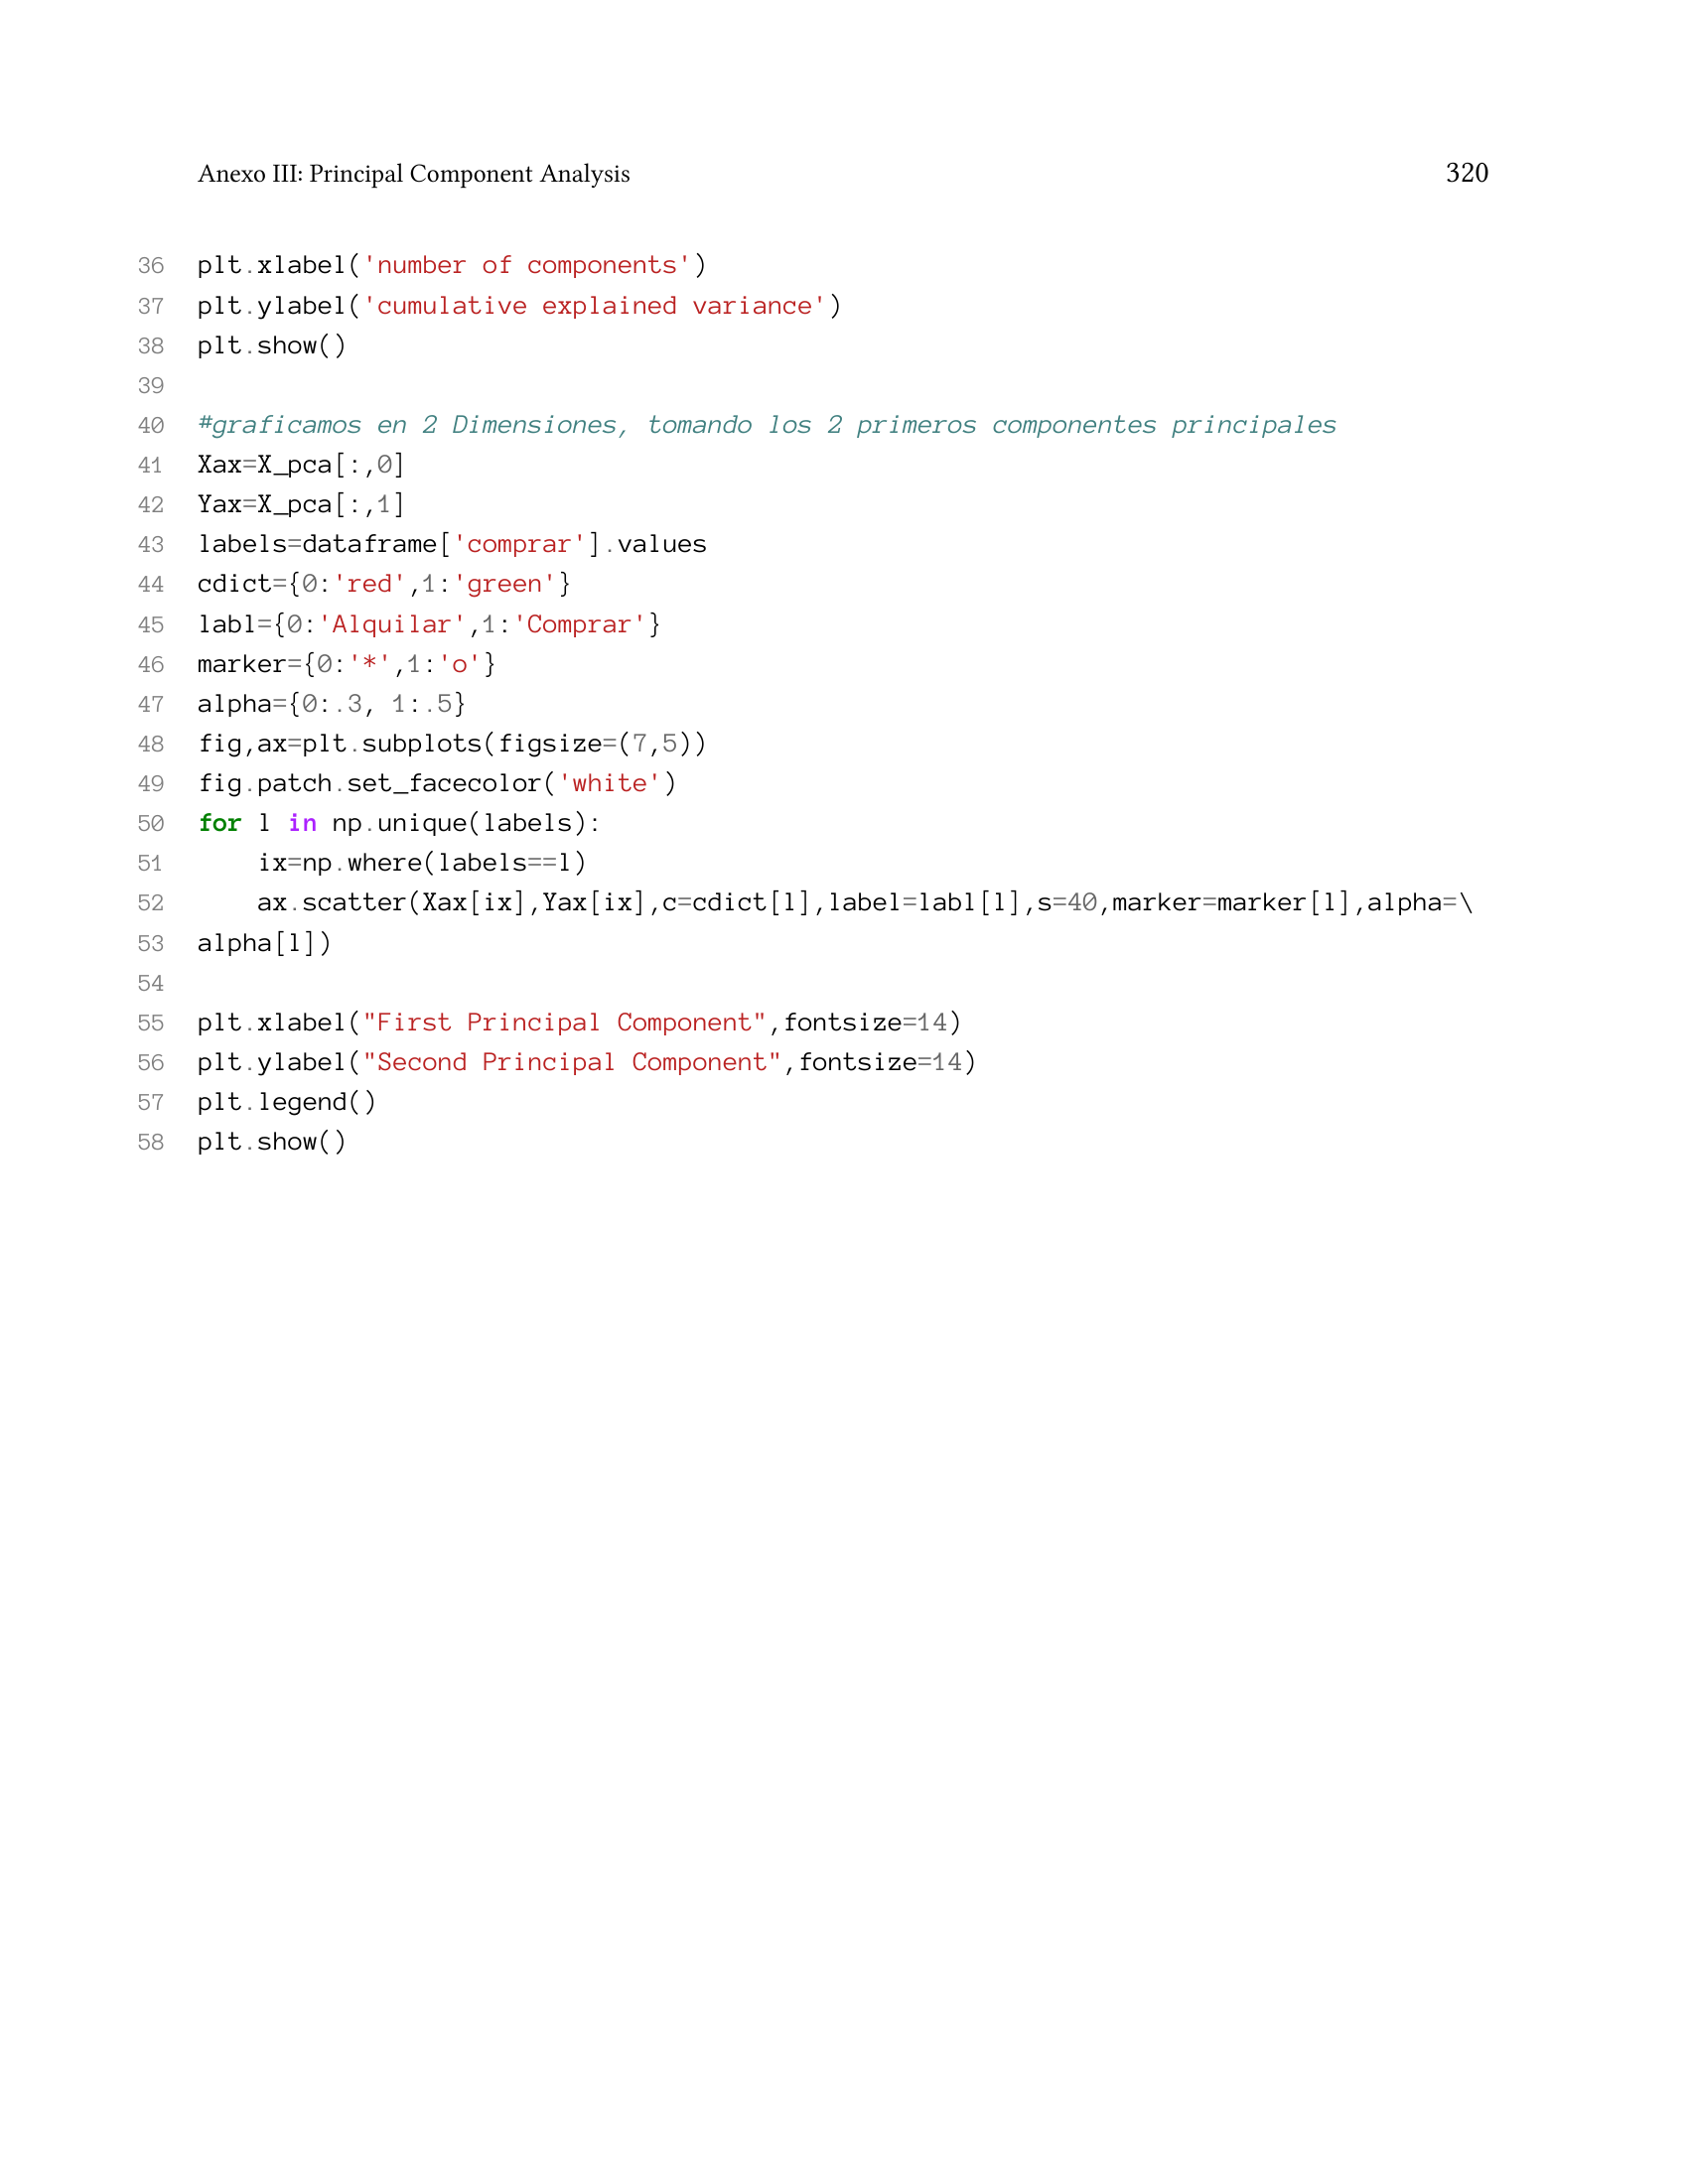 Anexo III: Principal Component Analysis 320
36 plt.xlabel('number of components')
37 plt.ylabel('cumulative explained variance')
38 plt.show()
39
40 #graficamos en 2 Dimensiones, tomando los 2 primeros componentes principales
41 Xax=X_pca[:,0]
42 Yax=X_pca[:,1]
43 labels=dataframe['comprar'].values
44 cdict={0:'red',1:'green'}
45 labl={0:'Alquilar',1:'Comprar'}
46 marker={0:'*',1:'o'}
47 alpha={0:.3, 1:.5}
48 fig,ax=plt.subplots(figsize=(7,5))
49 fig.patch.set_facecolor('white')
50 for l in np.unique(labels):
51     ix=np.where(labels==l)
52     ax.scatter(Xax[ix],Yax[ix],c=cdict[l],label=labl[l],s=40,marker=marker[l],alpha=\
53 alpha[l])
54
55 plt.xlabel("First Principal Component",fontsize=14)
56 plt.ylabel("Second Principal Component",fontsize=14)
57 plt.legend()
58 plt.show()